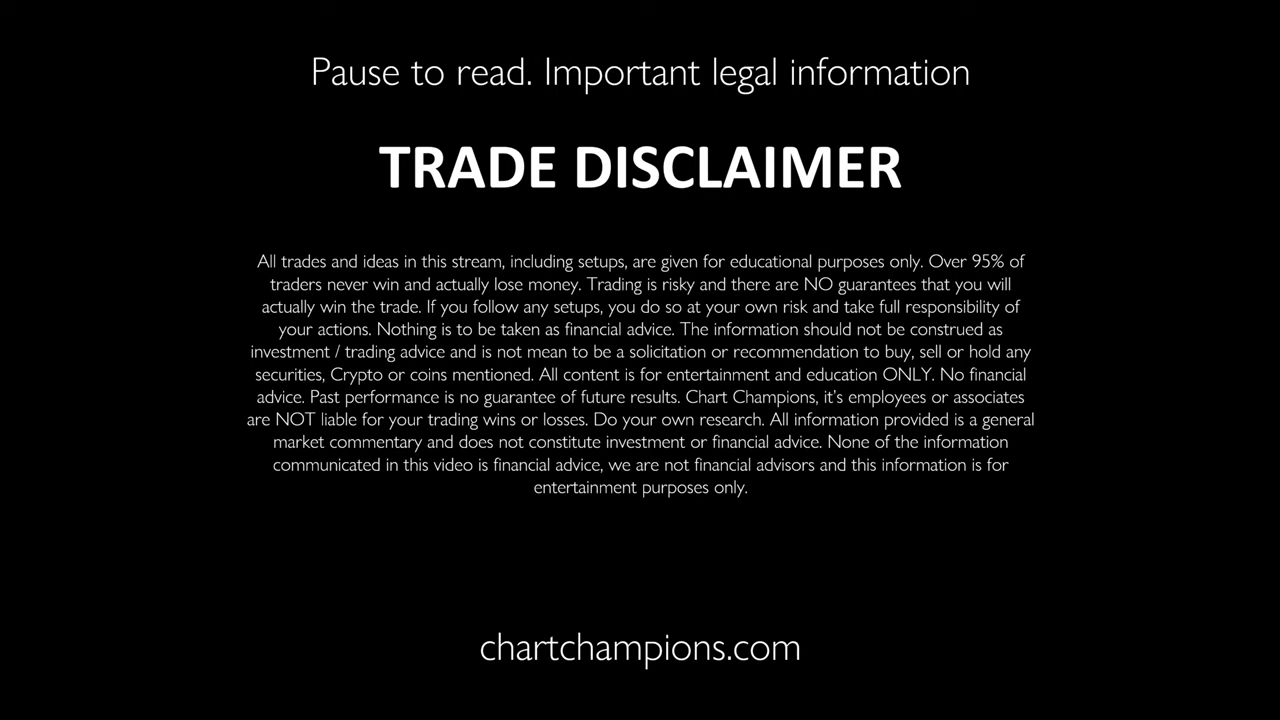 Pause to read. Important legal information
TRADE DISCLAIMER
All trades and ideas in this stream, including setups, are given for educational purposes only. Over 95% of
traders never win and actually lose money. Trading is risky and there are NO guarantees that you will
actually win the trade. If you follow any setups, you do so at your own risk and take full responsibility of
your actions. Nothing is to be taken as financial advice. The information should not be construed as
investment / trading advice and is not mean to be a solicitation or recommendation to buy, sell or hold any
securities, Crypto or coins mentioned. All content is for entertainment and education ONLY. No financial
advice. Past performance is no guarantee of future results. Chart Champions, it's employees or associates
are NOT liable for your trading wins or losses. Do your own research. All information provided is a general
market commentary and does not constitute investment or financial advice. None of the information
communicated in this video is financial advice, we are not financial advisors and this information is for
entertainment purposes only.
chartchampions.com